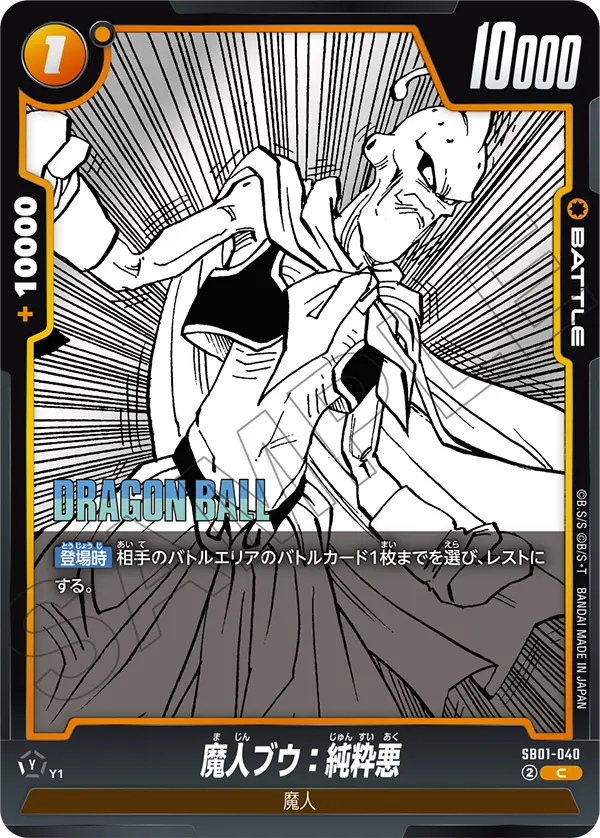 1
10000
+10000
BATTLE
DRAGON BALL
登場時 相手のバトルエリアのバトルカード1枚までを選び、レストに
する。
SAMPLE
©B.S/S ©B/S・T BANDAI MADE IN JAPAN
魔人ブウ：純粋悪
SB01-040
Y Y1
② C
魔人